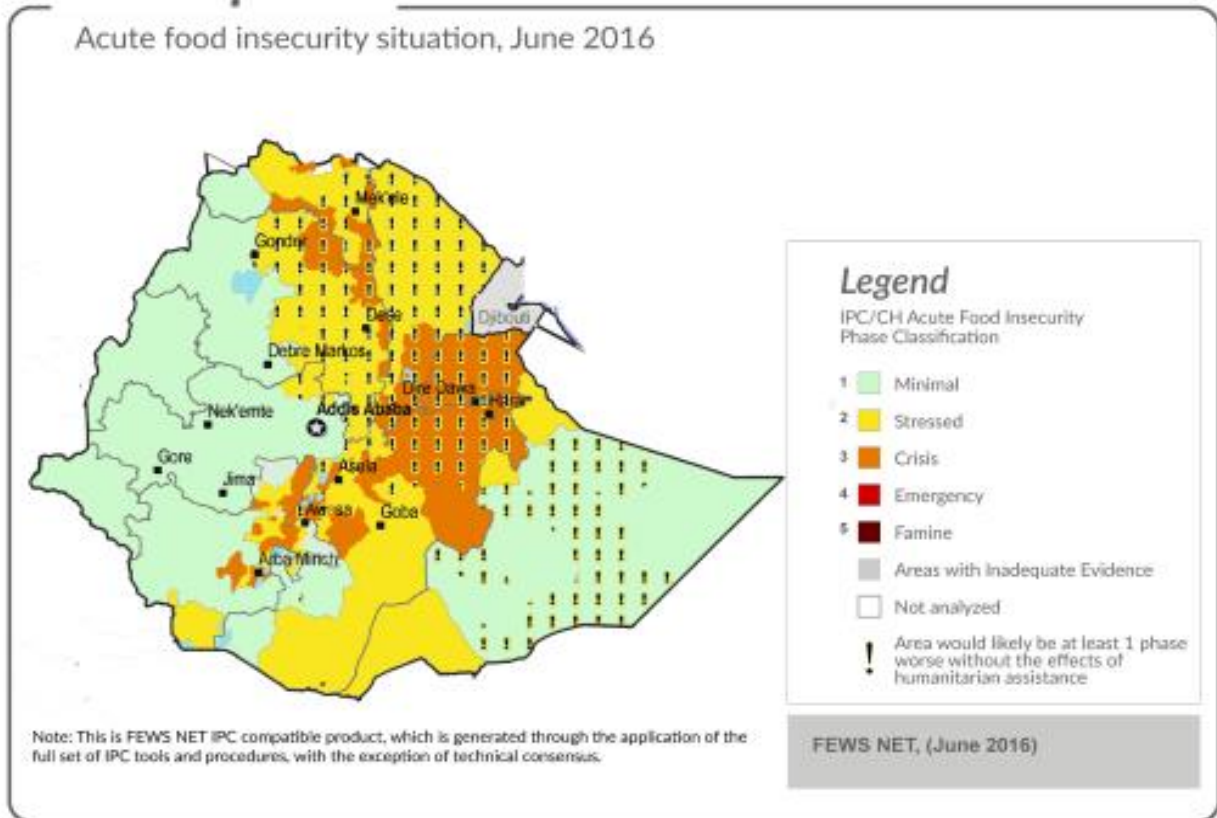 Acute food insecurity situation, June 2016
Mek'ele
Gonder
Djibouti
Dese
Debre Markos
Dire Dawa
Harar
Nek'emte
Addis Ababa
Gore
Asela
Jima
Awasa
Goba
Arba Minch
Legend
IPC/CH Acute Food Insecurity
Phase Classification
1 Minimal
2 Stressed
3 Crisis
4 Emergency
5 Famine
Areas with Inadequate Evidence
Not analyzed
! Area would likely be at least 1 phase
worse without the effects of
humanitarian assistance
Note: This is FEWS NET IPC compatible product, which is generated through the application of the
full set of IPC tools and procedures, with the exception of technical consensus.
FEWS NET, (June 2016)